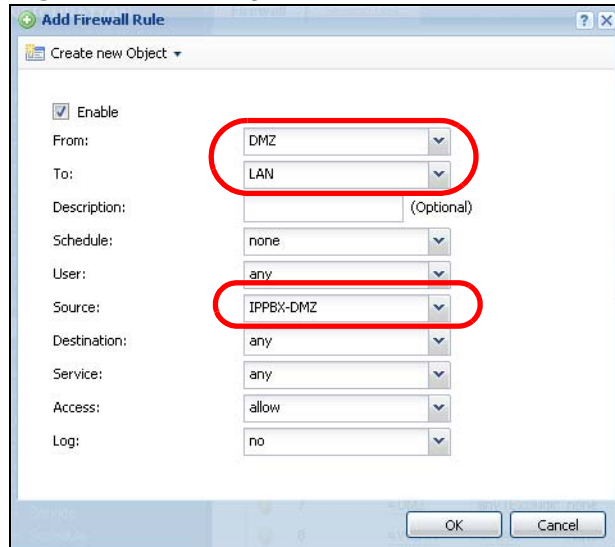 Add Firewall Rule
Create new Object
Enable
From: DMZ
To: LAN
Description: (Optional)
Schedule: none
User: any
Source: IPPBX-DMZ
Destination: any
Service: any
Access: allow
Log: no
OK Cancel